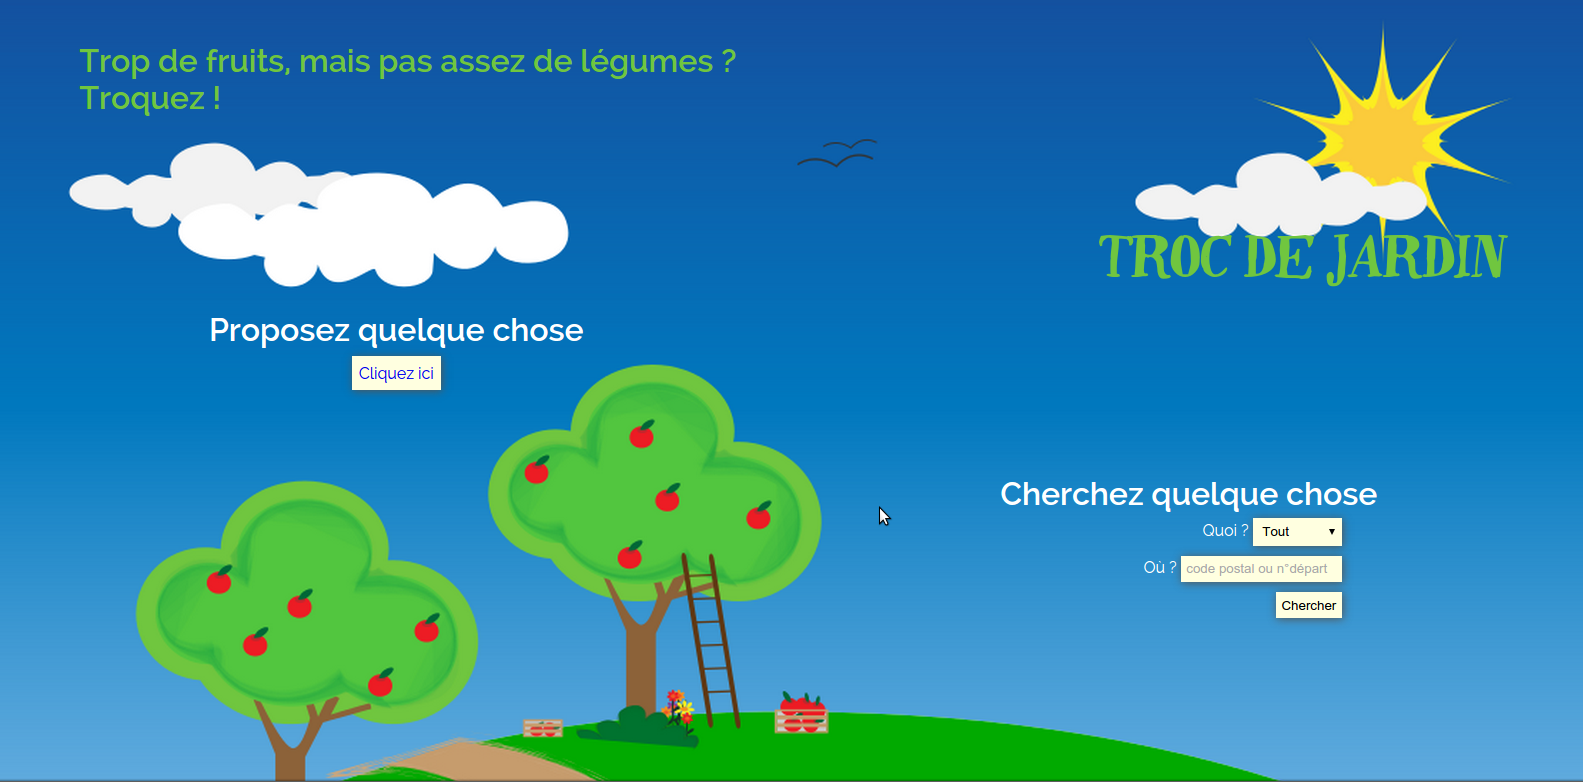 Trop de fruits, mais pas assez de légumes ?
Troquez !
TROC DE JARDIN
Proposez quelque chose
Cliquez ici
Cherchez quelque chose
Quoi ? Tout
Où ? code postal ou n°départ
Chercher